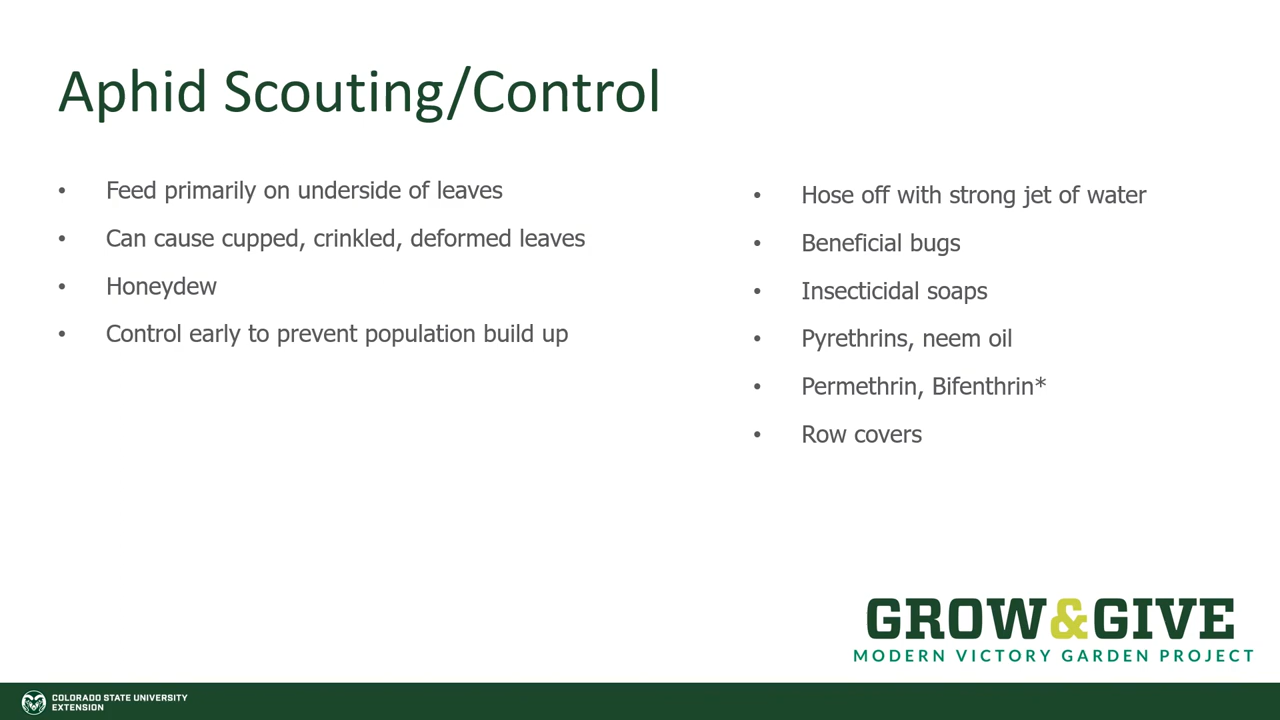 Aphid Scouting/Control
• Feed primarily on underside of leaves
• Can cause cupped, crinkled, deformed leaves
• Honeydew
• Control early to prevent population build up
• Hose off with strong jet of water
• Beneficial bugs
• Insecticidal soaps
• Pyrethrins, neem oil
• Permethrin, Bifenthrin*
• Row covers
GROW&GIVE
MODERN VICTORY GARDEN PROJECT
COLORADO STATE UNIVERSITY
EXTENSION